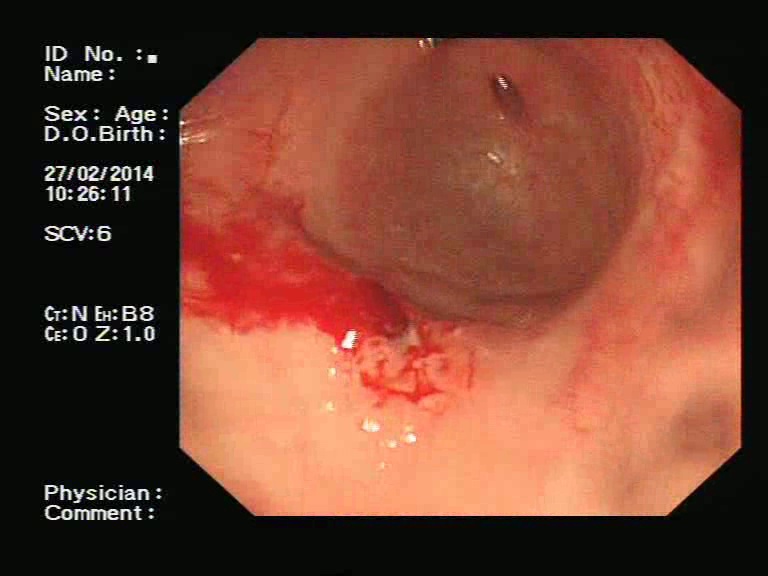 ID No. :
Name:
Sex: Age:
D.O.Birth:
27/02/2014
10:26:11
SCV:6
CT:N EH:B8
CE:0 Z:1.0
Physician:
Comment: